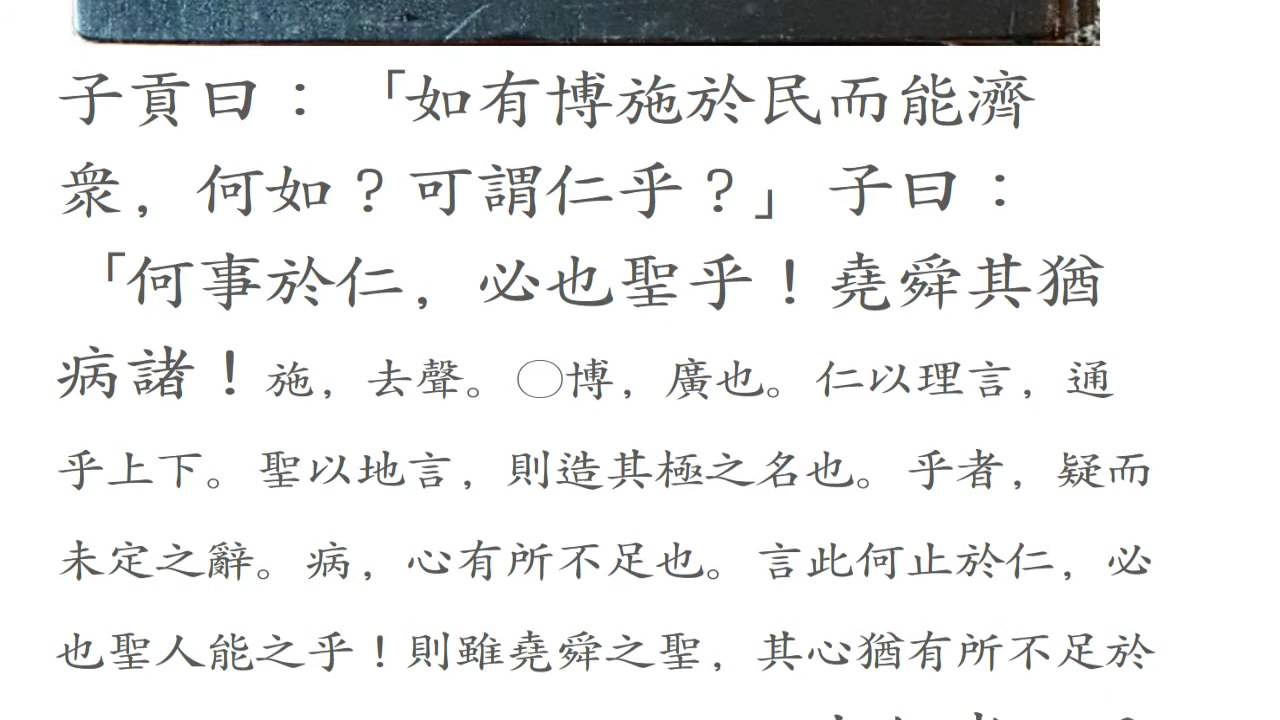 子貢曰：「如有博施於民而能濟
衆，何如？可謂仁乎？」子曰：
「何事於仁，必也聖乎！堯舜其猶
病諸！施，去聲。○博，廣也。仁以理言，通
乎上下。聖以地言，則造其極之名也。乎者，疑而
未定之辭。病，心有所不足也。言此何止於仁，必
也聖人能之乎！則雖堯舜之聖，其心猶有所不足於